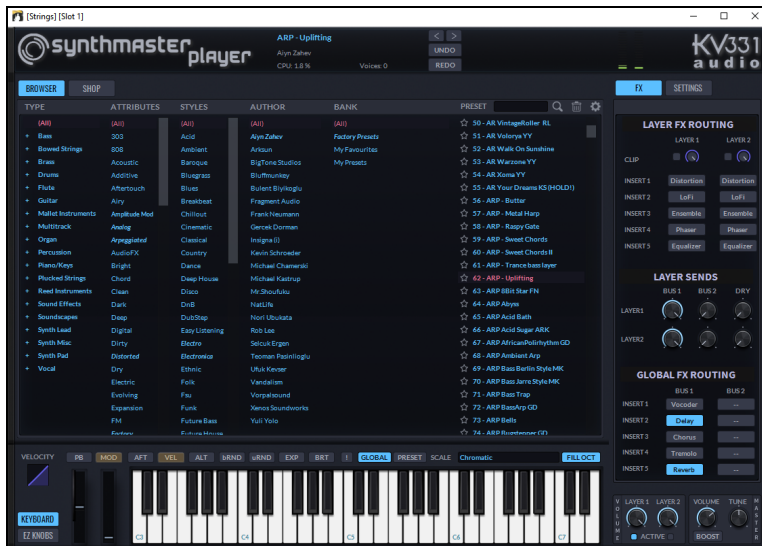 [Strings] [Slot 1]
synthmaster player
ARP - Uplifting
Aiyn Zahev
CPU: 1.8 % Voices: 0
< >
UNDO
REDO
KV331
audio
BROWSER SHOP
FX SETTINGS
TYPE ATTRIBUTES STYLES AUTHOR BANK PRESET
(All) (All) (All) (All) (All) 50 - AR VintageRoller RL
+ Bass 303 Acid Aiyn Zahev Factory Presets 51 - AR Volorya YY
+ Bowed Strings 808 Ambient Arksun My Favourites 52 - AR Walk On Sunshine
+ Brass Acoustic Baroque BigTone Studios My Presets 53 - AR Warzone YY
+ Drums Additive Bluegrass Bluffmunkey 54 - AR Xoma YY
+ Flute Aftertouch Blues Bulent Biyikoglu 55 - AR Your Dreams KS (HOLD!)
+ Guitar Airy Breakbeat Fragment Audio 56 - ARP - Butter
+ Mallet Instruments Amplitude Mod Chillout Frank Neumann 57 - ARP - Metal Harp
+ Multitrack Analog Cinematic Gercek Dorman 58 - ARP - Raspy Gate
+ Organ Arpeggiated Classical Insigna (i) 59 - ARP - Sweet Chords
+ Percussion AudioFX Country Kevin Schroeder 60 - ARP - Sweet Chords II
+ Piano/Keys Bright Dance Michael Chamerski 61 - ARP - Trance bass layer
+ Plucked Strings Chord Deep House Michael Kastrup 62 - ARP - Uplifting
+ Reed Instruments Clean Disco Mr.Shoufuku 63 - ARP 8Bit Star FN
+ Sound Effects Dark DnB NatLife 64 - ARP Abyss
+ Soundscapes Deep DubStep Nori Ubukata 65 - ARP Acid Bath
+ Synth Lead Digital Easy Listening Rob Lee 66 - ARP Acid Sugar ARK
+ Synth Misc Dirty Electro Selcuk Ergen 67 - ARP AfricanPolirhythm GD
+ Synth Pad Distorted Electronica Teoman Pasinlioglu 68 - ARP Ambient Arp
+ Vocal Dry Ethnic Ufuk Kevser 69 - ARP Bass Berlin Style MK
Electric Folk Vandalism 70 - ARP Bass Jarre Style MK
Evolving Fsu Vorpalsound 71 - ARP Bass Trap
Expansion Funk Xenos Soundworks 72 - ARP BassArp GD
FM Future Bass Yuli Yolo 73 - ARP Bells
Factory Future House 74 - ARP Bugstepper GD
LAYER FX ROUTING
LAYER 1 LAYER 2
CLIP
INSERT 1 Distortion Distortion
INSERT 2 LoFi LoFi
INSERT 3 Ensemble Ensemble
INSERT 4 Phaser Phaser
INSERT 5 Equalizer Equalizer
LAYER SENDS
BUS 1 BUS 2 DRY
LAYER1
LAYER2
GLOBAL FX ROUTING
BUS 1 BUS 2
INSERT 1 Vocoder ---
INSERT 2 Delay ---
INSERT 3 Chorus ---
INSERT 4 Tremolo ---
INSERT 5 Reverb ---
VELOCITY PB MOD AFT VEL ALT bRND uRND EXP BRT ! GLOBAL PRESET SCALE Chromatic FILL OCT
KEYBOARD
EZ KNOBS
C3 C4 C5 C6 C7
VOLUME LAYER 1 LAYER 2 VOLUME TUNE MASTER
ACTIVE BOOST